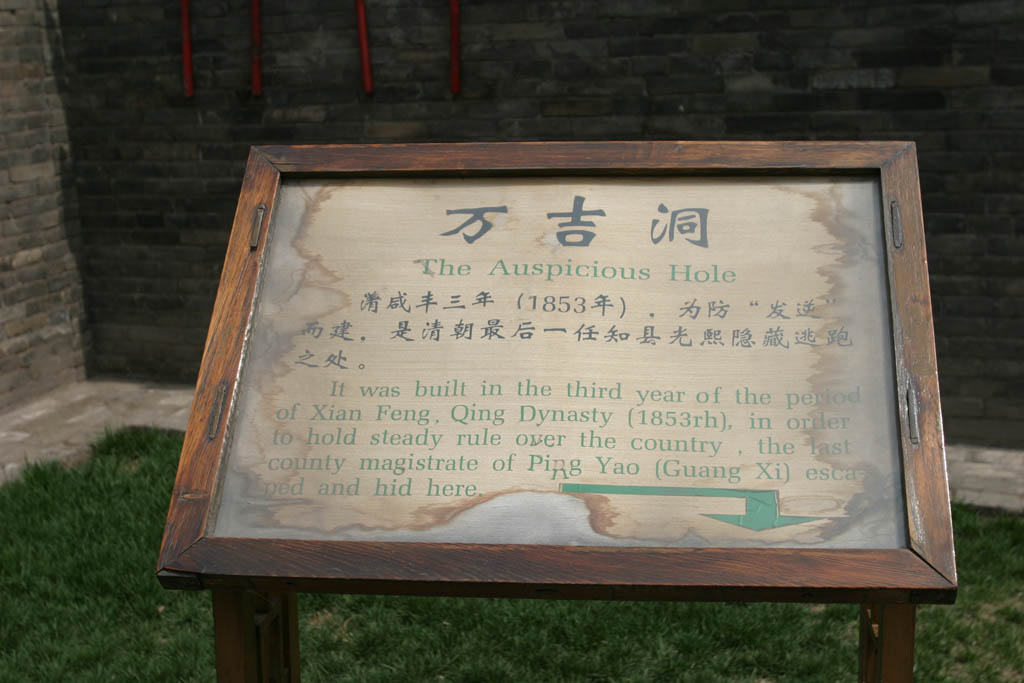 万吉洞
The Auspicious Hole
清咸丰三年（1853年），为防“发逆”
而建，是清朝最后一任知县光熙隐藏逃跑
之处。
It was built in the third year of the period
of Xian Feng, Qing Dynasty (1853rh), in order
to hold steady rule over the country , the last
county magistrate of Ping Yao (Guang Xi) esca-
ped and hid here.